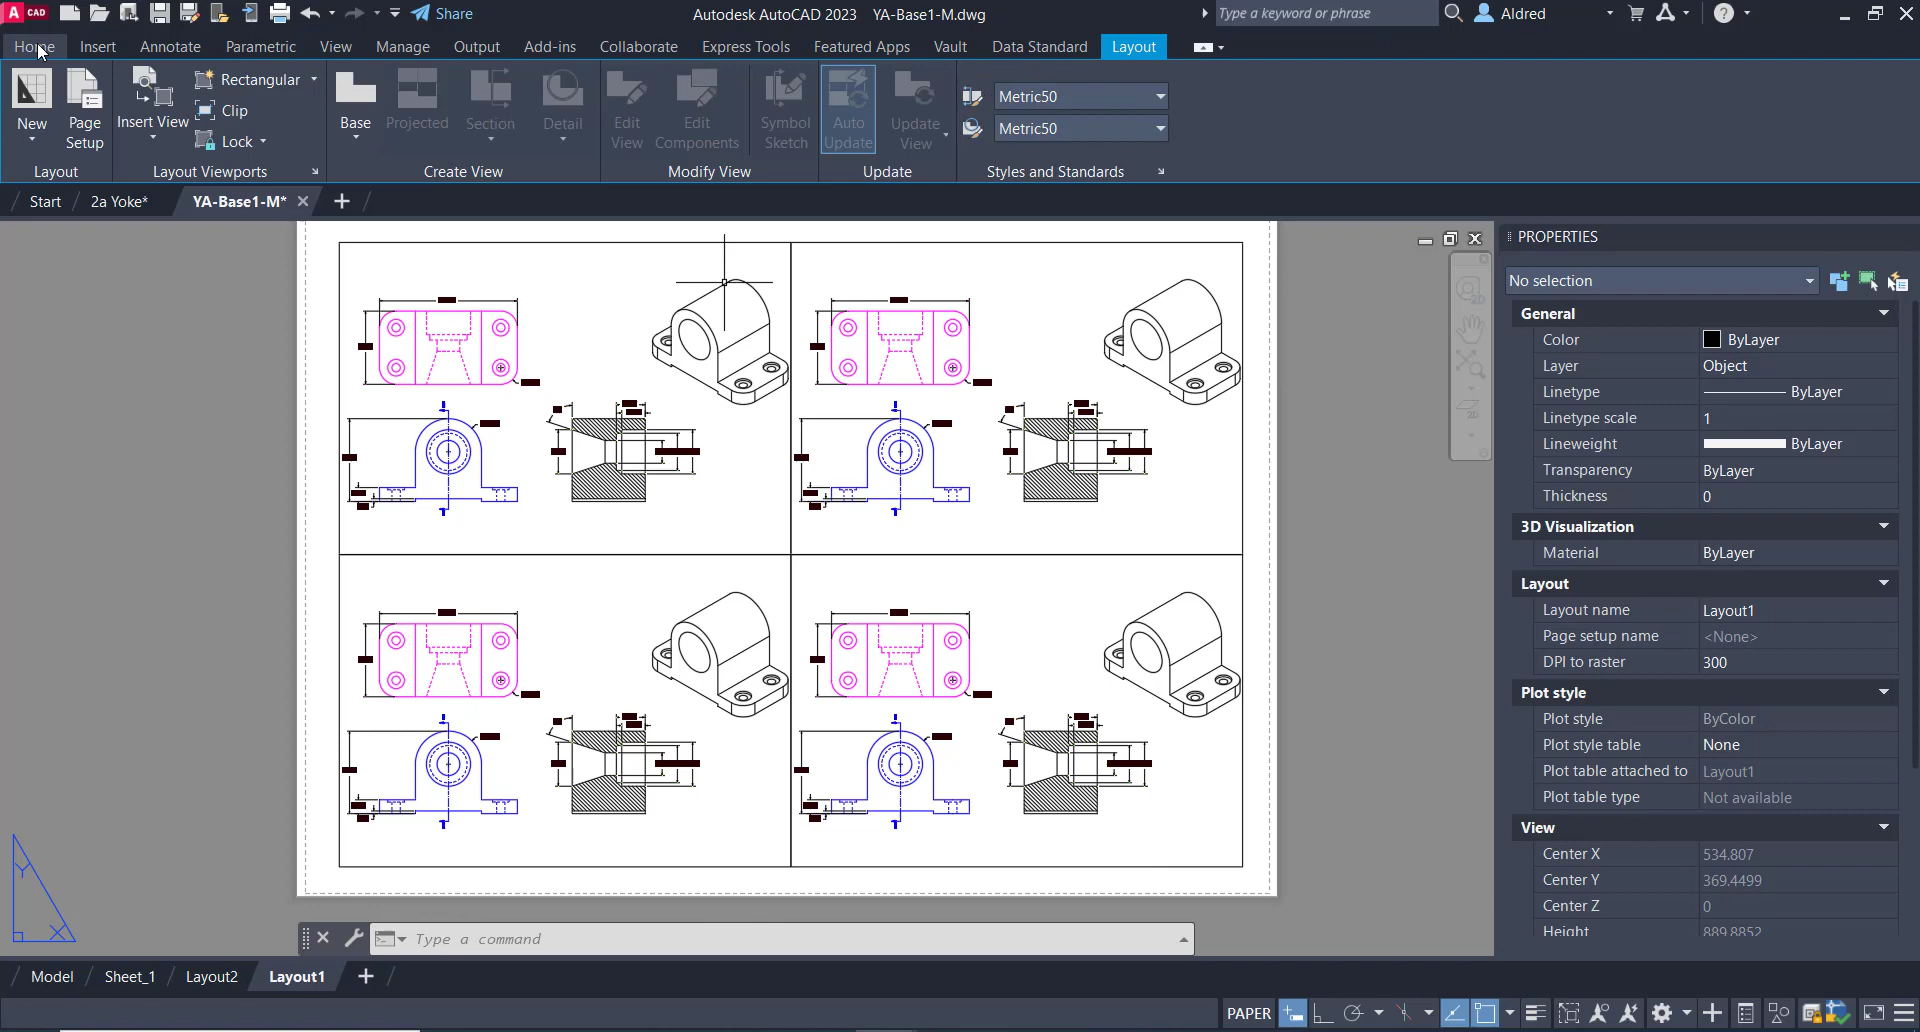 A CAD
Share
Autodesk AutoCAD 2023 YA-Base1-M.dwg
Type a keyword or phrase
Aldred
Home Insert Annotate Parametric View Manage Output Add-ins Collaborate Express Tools Featured Apps Vault Data Standard Layout
New
Page Setup
Layout
Insert View
Rectangular
Clip
Lock
Layout Viewports
Base
Projected
Section
Detail
Create View
Edit View
Edit Components
Symbol Sketch
Modify View
Auto Update
Update View
Update
Metric50
Metric50
Styles and Standards
Start
2a Yoke*
YA-Base1-M*
PROPERTIES
No selection
General
Color ByLayer
Layer Object
Linetype ByLayer
Linetype scale 1
Lineweight ByLayer
Transparency ByLayer
Thickness 0
3D Visualization
Material ByLayer
Layout
Layout name Layout1
Page setup name <None>
DPI to raster 300
Plot style
Plot style ByColor
Plot style table None
Plot table attached to Layout1
Plot table type Not available
View
Center X 534.807
Center Y 369.4499
Center Z 0
Height 889.8852
Y
X
Type a command
Model Sheet_1 Layout2 Layout1
PAPER